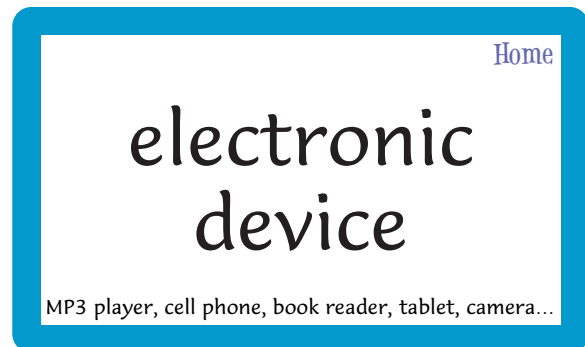 Home
electronic
device
MP3 player, cell phone, book reader, tablet, camera...